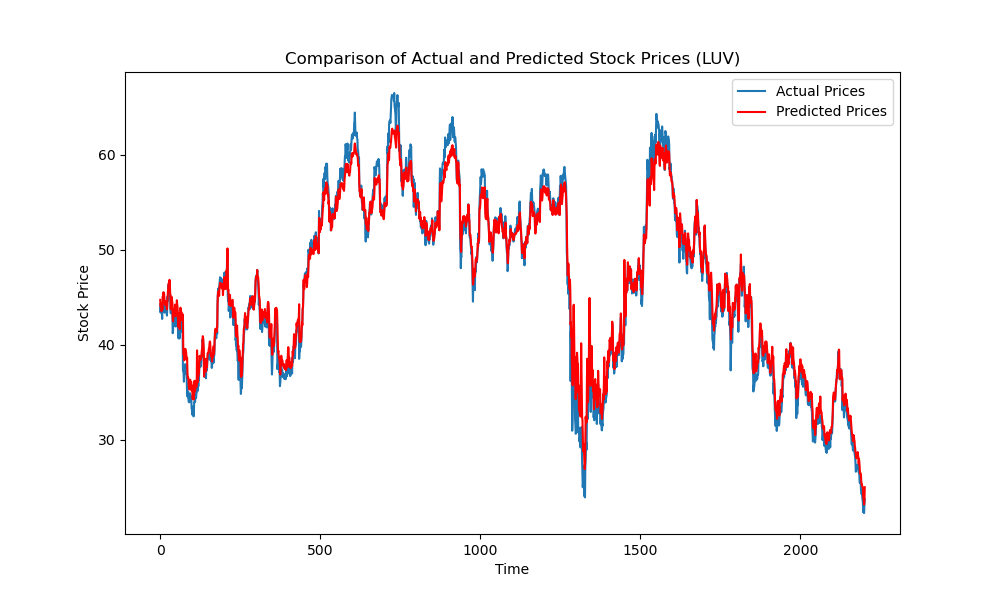 Comparison of Actual and Predicted Stock Prices (LUV)
Actual Prices
Predicted Prices
60
50
40
30
Stock Price
0
500
1000
1500
2000
Time